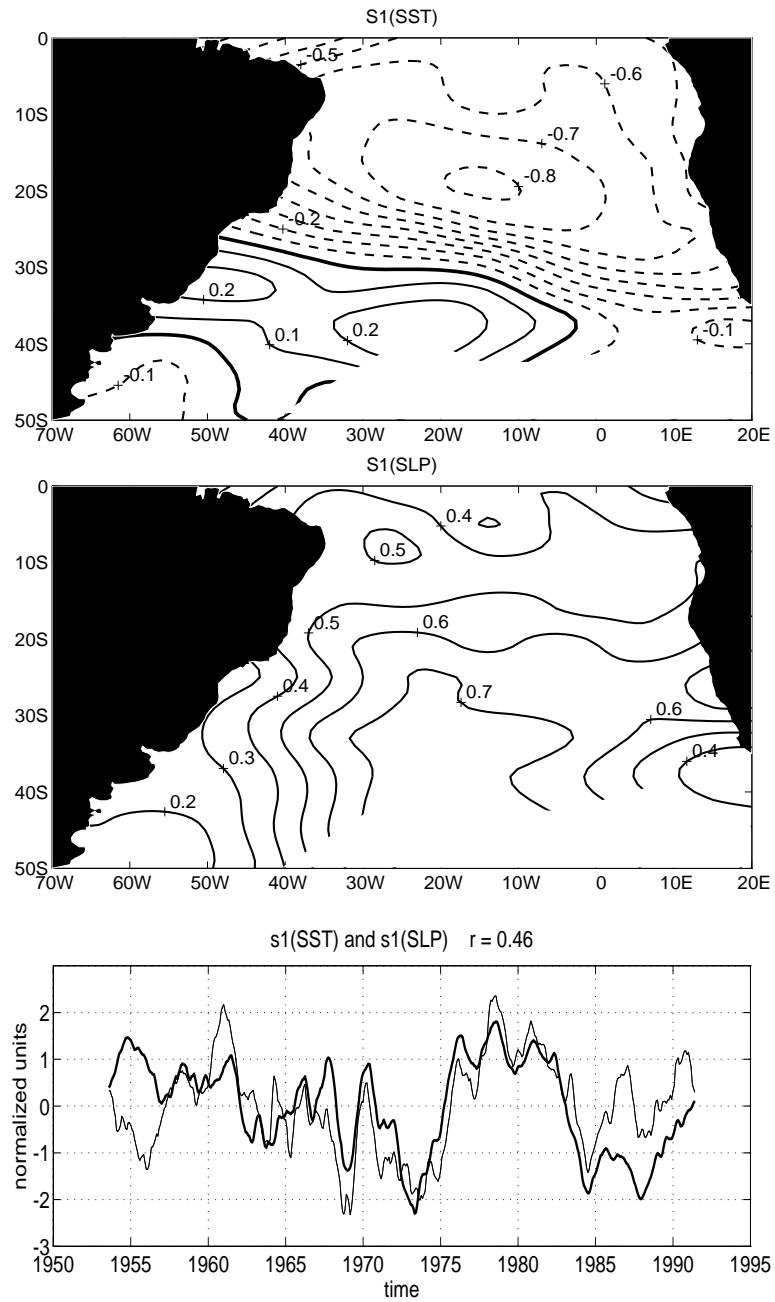 S1(SST)
0
10S
20S
30S
40S
50S
-0.5
-0.6
-0.7
-0.8
-0.2
0.2
0.1
0.2
-0.1
-0.1
70W 60W 50W 40W 30W 20W 10W 0 10E 20E
S1(SLP)
0
10S
20S
30S
40S
50S
0.4
0.5
0.5
0.6
0.4
0.7
0.6
0.3
0.4
0.2
70W 60W 50W 40W 30W 20W 10W 0 10E 20E
s1(SST) and s1(SLP) r = 0.46
normalized units
2
1
0
-1
-2
-3
1950 1955 1960 1965 1970 1975 1980 1985 1990 1995
time